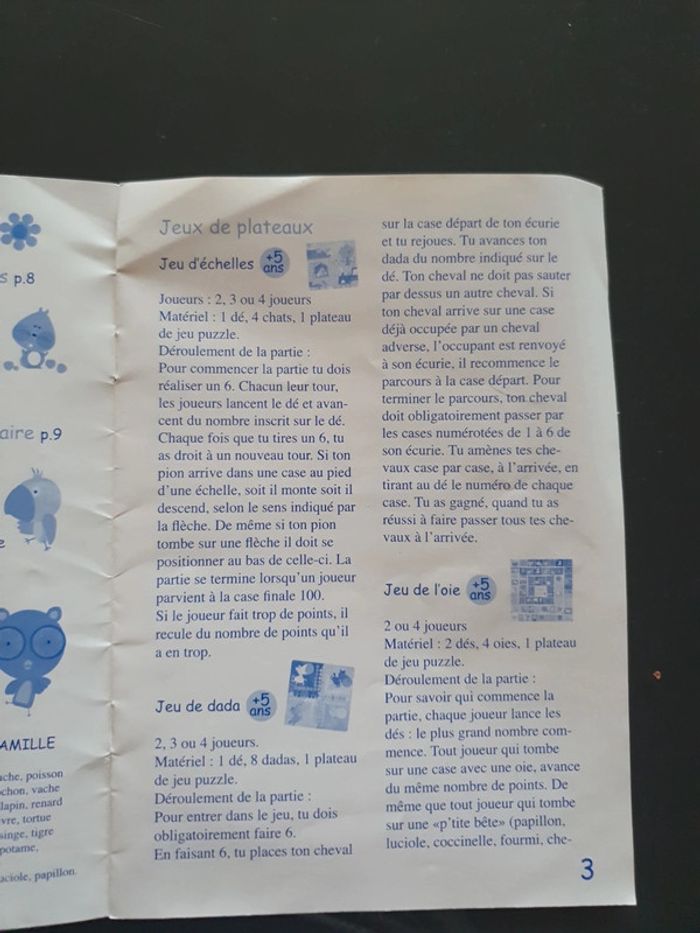 s p.8
aire p.9
e
AMILLE
ache, poisson
ochon, vache
lapin, renard
vre, tortue
singe, tigre
potame,
aciole, papillon.
Jeux de plateaux
Jeu d'échelles +5 ans
Joueurs : 2, 3 ou 4 joueurs
Matériel : 1 dé, 4 chats, 1 plateau
de jeu puzzle.
Déroulement de la partie :
Pour commencer la partie tu dois
réaliser un 6. Chacun leur tour,
les joueurs lancent le dé et avan-
cent du nombre inscrit sur le dé.
Chaque fois que tu tires un 6, tu
as droit à un nouveau tour. Si ton
pion arrive dans une case au pied
d'une échelle, soit il monte soit il
descend, selon le sens indiqué par
la flèche. De même si ton pion
tombe sur une flèche il doit se
positionner au bas de celle-ci. La
partie se termine lorsqu'un joueur
parvient à la case finale 100.
Si le joueur fait trop de points, il
recule du nombre de points qu'il
a en trop.
Jeu de dada +5 ans
2, 3 ou 4 joueurs.
Matériel : 1 dé, 8 dadas, 1 plateau
de jeu puzzle.
Déroulement de la partie :
Pour entrer dans le jeu, tu dois
obligatoirement faire 6.
En faisant 6, tu places ton cheval
sur la case départ de ton écurie
et tu rejoues. Tu avances ton
dada du nombre indiqué sur le
dé. Ton cheval ne doit pas sauter
par dessus un autre cheval. Si
ton cheval arrive sur une case
déjà occupée par un cheval
adverse, l'occupant est renvoyé
à son écurie, il recommence le
parcours à la case départ. Pour
terminer le parcours, ton cheval
doit obligatoirement passer par
les cases numérotées de 1 à 6 de
son écurie. Tu amènes tes che-
vaux case par case, à l'arrivée, en
tirant au dé le numéro de chaque
case. Tu as gagné, quand tu as
réussi à faire passer tous tes che-
vaux à l'arrivée.
Jeu de l'oie +5 ans
2 ou 4 joueurs
Matériel : 2 dés, 4 oies, 1 plateau
de jeu puzzle.
Déroulement de la partie :
Pour savoir qui commence la
partie, chaque joueur lance les
dés : le plus grand nombre com-
mence. Tout joueur qui tombe
sur une case avec une oie, avance
du même nombre de points. De
même que tout joueur qui tombe
sur une «p'tite bête» (papillon,
luciole, coccinelle, fourmi, che-
3